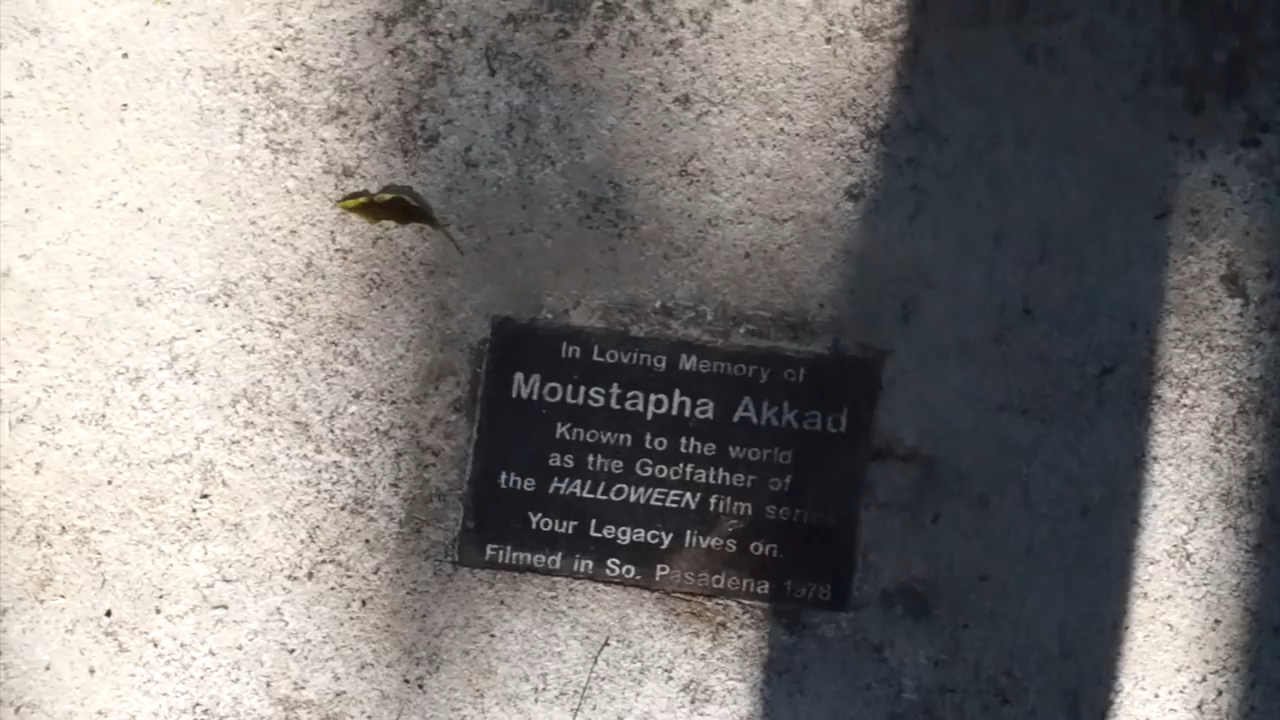 In Loving Memory of
Moustapha Akkad
Known to the world
as the Godfather of
the HALLOWEEN film series
Your Legacy lives on.
Filmed in So. Pasadena 1978